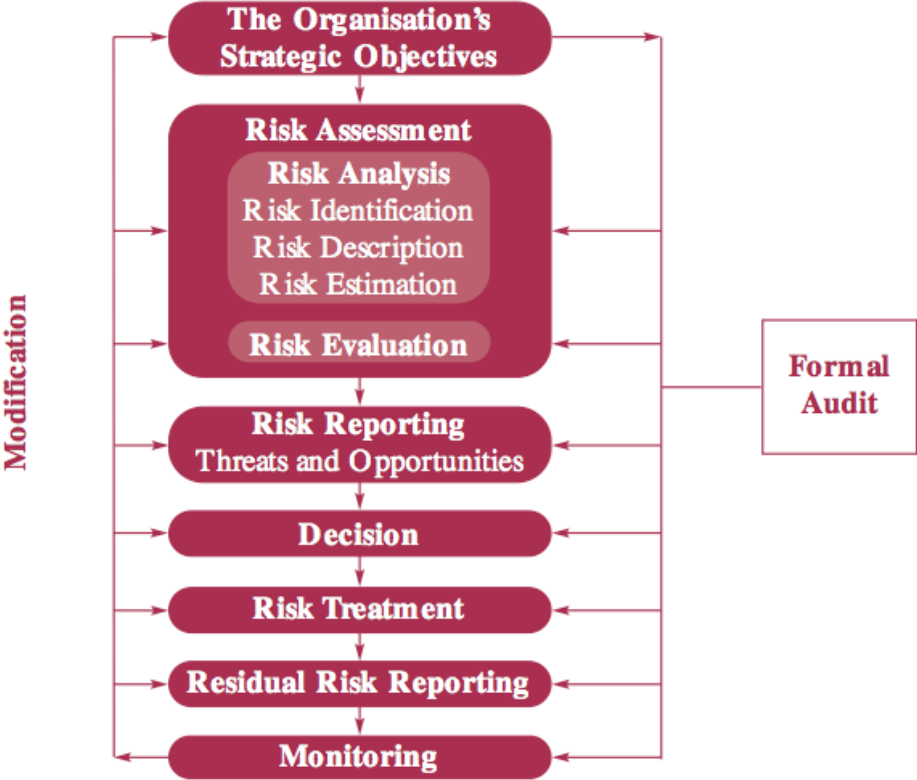 The Organisation's
Strategic Objectives
Risk Assessment
Risk Analysis
Risk Identification
Risk Description
Risk Estimation
Risk Evaluation
Modification
Formal
Audit
Risk Reporting
Threats and Opportunities
Decision
Risk Treatment
Residual Risk Reporting
Monitoring